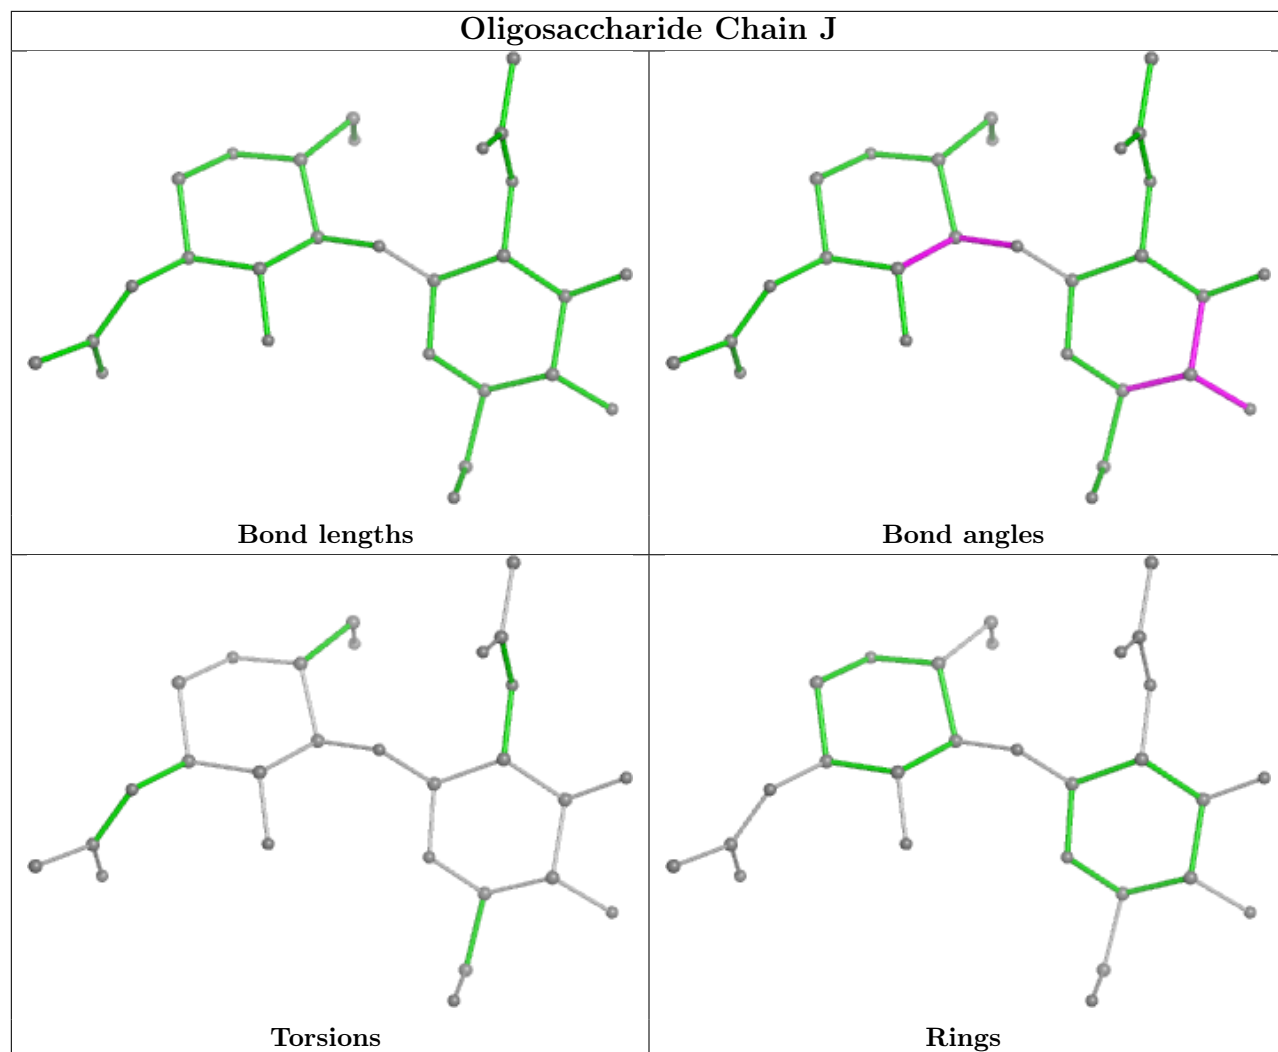 Oligosaccharide Chain J
Bond lengths
Bond angles
Torsions
Rings